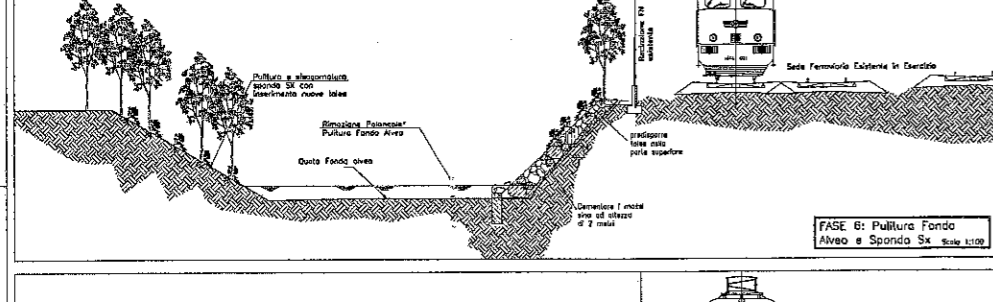 Pulitura e risagomatura
sponda SX con
inserimento nuove talee
Rimozione Palancole
Pulitura Fondo Alveo
Quota Fondo alveo
Recinzione
esistente
Sede Ferroviaria Esistente in Esercizio
predisporre
talee nella
parte superiore
Cementare i massi
sino ad altezza
di 2 massi
FASE 6: Pulitura Fondo
Alveo e Sponda Sx Scala 1:100